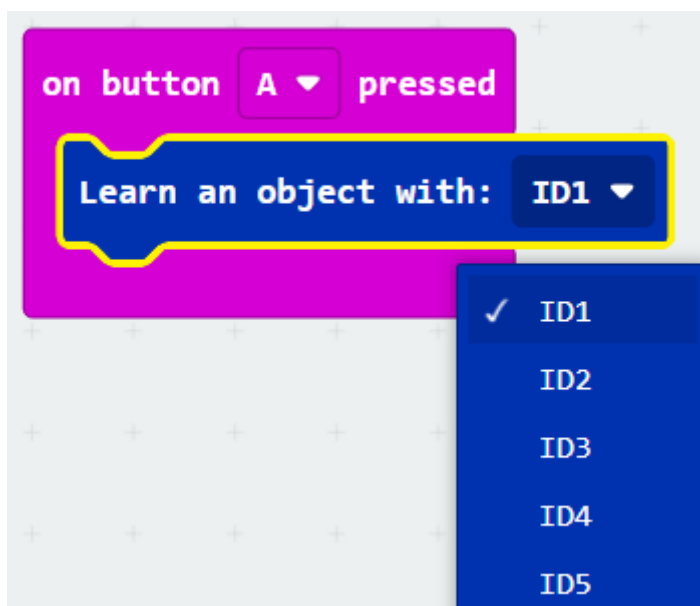 on button A pressed
Learn an object with: ID1
ID1
ID2
ID3
ID4
ID5